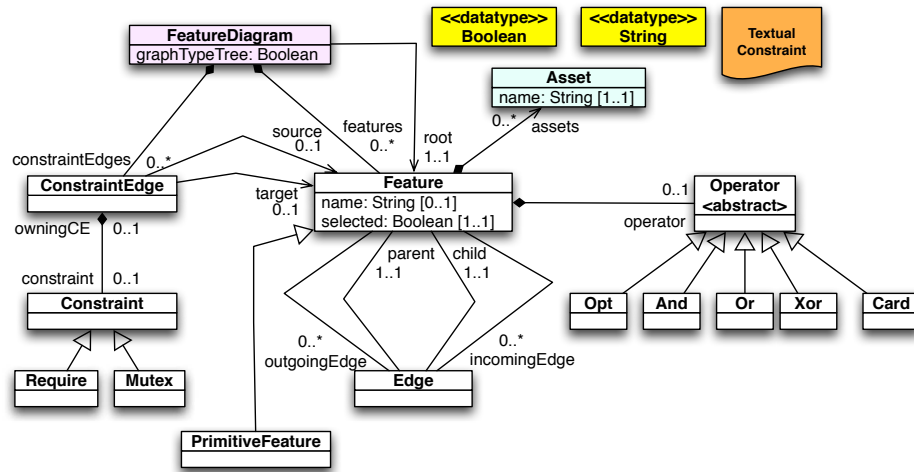 FeatureDiagram
graphTypeTree: Boolean
<<datatype>>
Boolean
<<datatype>>
String
Textual
Constraint
Asset
name: String [1..1]
0..*
assets
source
0..1
features
0..*
root
1..1
constraintEdges
0..*
ConstraintEdge
target
0..1
Feature
name: String [0..1]
selected: Boolean [1..1]
0..1
operator
Operator
<abstract>
owningCE
0..1
constraint
0..1
Constraint
parent
1..1
child
1..1
Opt
And
Or
Xor
Card
0..*
outgoingEdge
0..*
incomingEdge
Require
Mutex
Edge
PrimitiveFeature